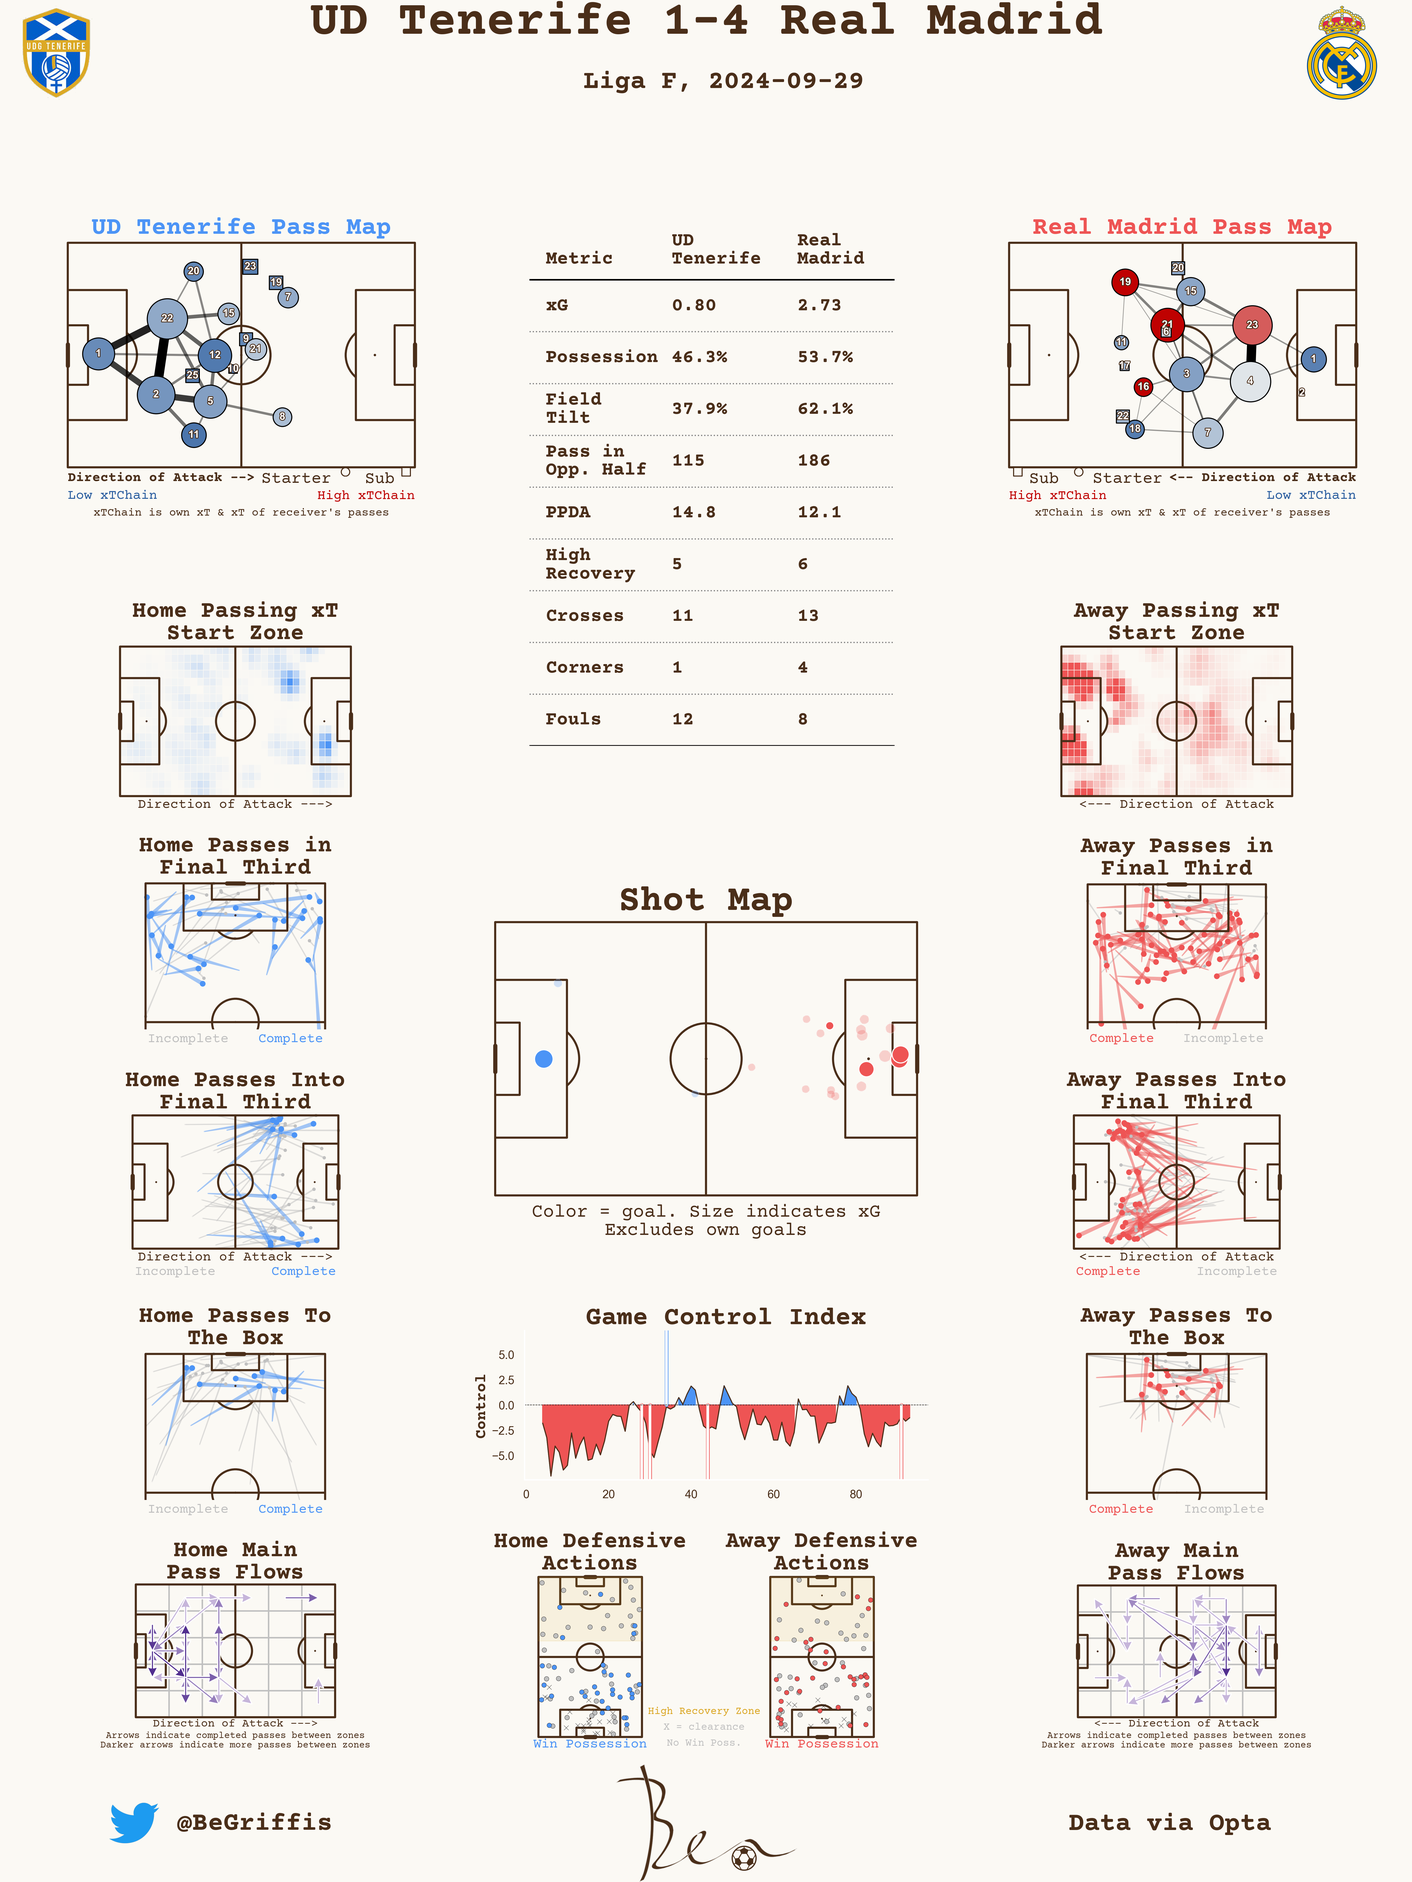 UD Tenerife 1-4 Real Madrid
Liga F, 2024-09-29
UDG TENERIFE
UD Tenerife Pass Map
20
23
19
7
22
15
1
12
9
21
10
25
2
5
8
11
Direction of Attack --> Starter Sub
Low xTChain High xTChain
xTChain is own xT & xT of receiver's passes
Metric UD Tenerife Real Madrid
xG 0.80 2.73
Possession 46.3% 53.7%
Field Tilt 37.9% 62.1%
Pass in Opp. Half 115 186
PPDA 14.8 12.1
High Recovery 5 6
Crosses 11 13
Corners 1 4
Fouls 12 8
Real Madrid Pass Map
20
19
15
21
6
23
11
17
1
3
16
4
2
22
18
7
Sub Starter <-- Direction of Attack
High xTChain Low xTChain
xTChain is own xT & xT of receiver's passes
Home Passing xT
Start Zone
Direction of Attack --->
Away Passing xT
Start Zone
<--- Direction of Attack
Home Passes in
Final Third
Incomplete Complete
Shot Map
Color = goal. Size indicates xG
Excludes own goals
Away Passes in
Final Third
Complete Incomplete
Home Passes Into
Final Third
Direction of Attack --->
Incomplete Complete
Away Passes Into
Final Third
<--- Direction of Attack
Complete Incomplete
Home Passes To
The Box
Incomplete Complete
Game Control Index
Control
5.0
2.5
0.0
−2.5
−5.0
0 20 40 60 80
Away Passes To
The Box
Complete Incomplete
Home Main
Pass Flows
Direction of Attack --->
Arrows indicate completed passes between zones
Darker arrows indicate more passes between zones
Home Defensive
Actions
Win Possession
High Recovery Zone
X = clearance
No Win Poss.
Away Defensive
Actions
Win Possession
Away Main
Pass Flows
<--- Direction of Attack
Arrows indicate completed passes between zones
Darker arrows indicate more passes between zones
@BeGriffis
Data via Opta